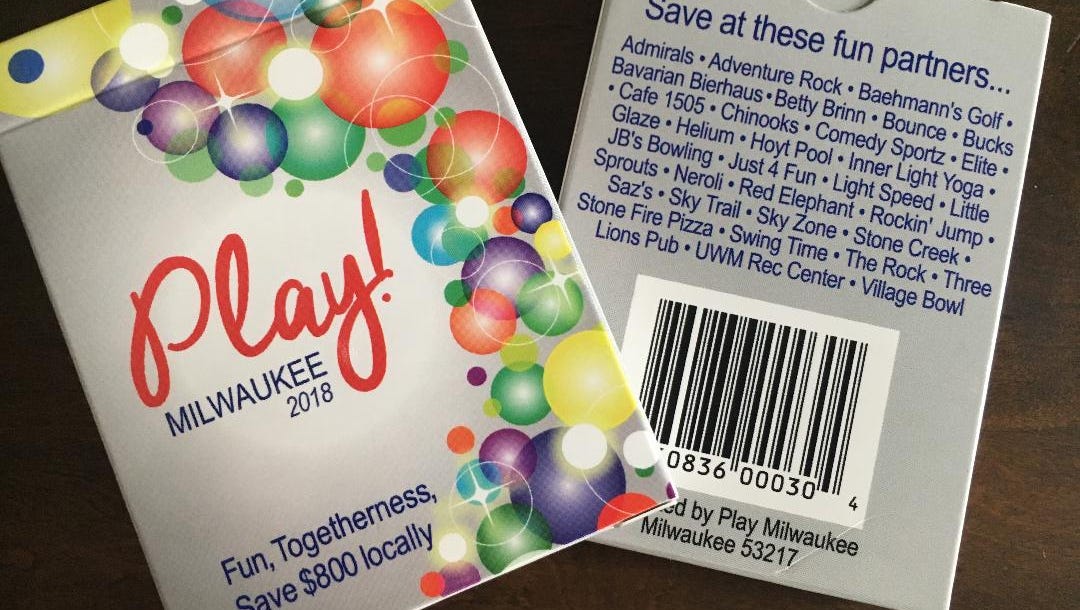 Play!
MILWAUKEE
2018
Fun, Togetherness,
Save $800 locally
Save at these fun partners...
Admirals • Adventure Rock • Baehmann's Golf •
Bavarian Bierhaus • Betty Brinn • Bounce • Bucks
• Cafe 1505 • Chinooks • Comedy Sportz • Elite •
Glaze • Helium • Hoyt Pool • Inner Light Yoga •
JB's Bowling • Just 4 Fun • Light Speed • Little
Sprouts • Neroli • Red Elephant • Rockin' Jump •
Saz's • Sky Trail • Sky Zone • Stone Creek •
Stone Fire Pizza • Swing Time • The Rock • Three
Lions Pub • UWM Rec Center • Village Bowl
60836 00030 4
by Play Milwaukee
Milwaukee 53217